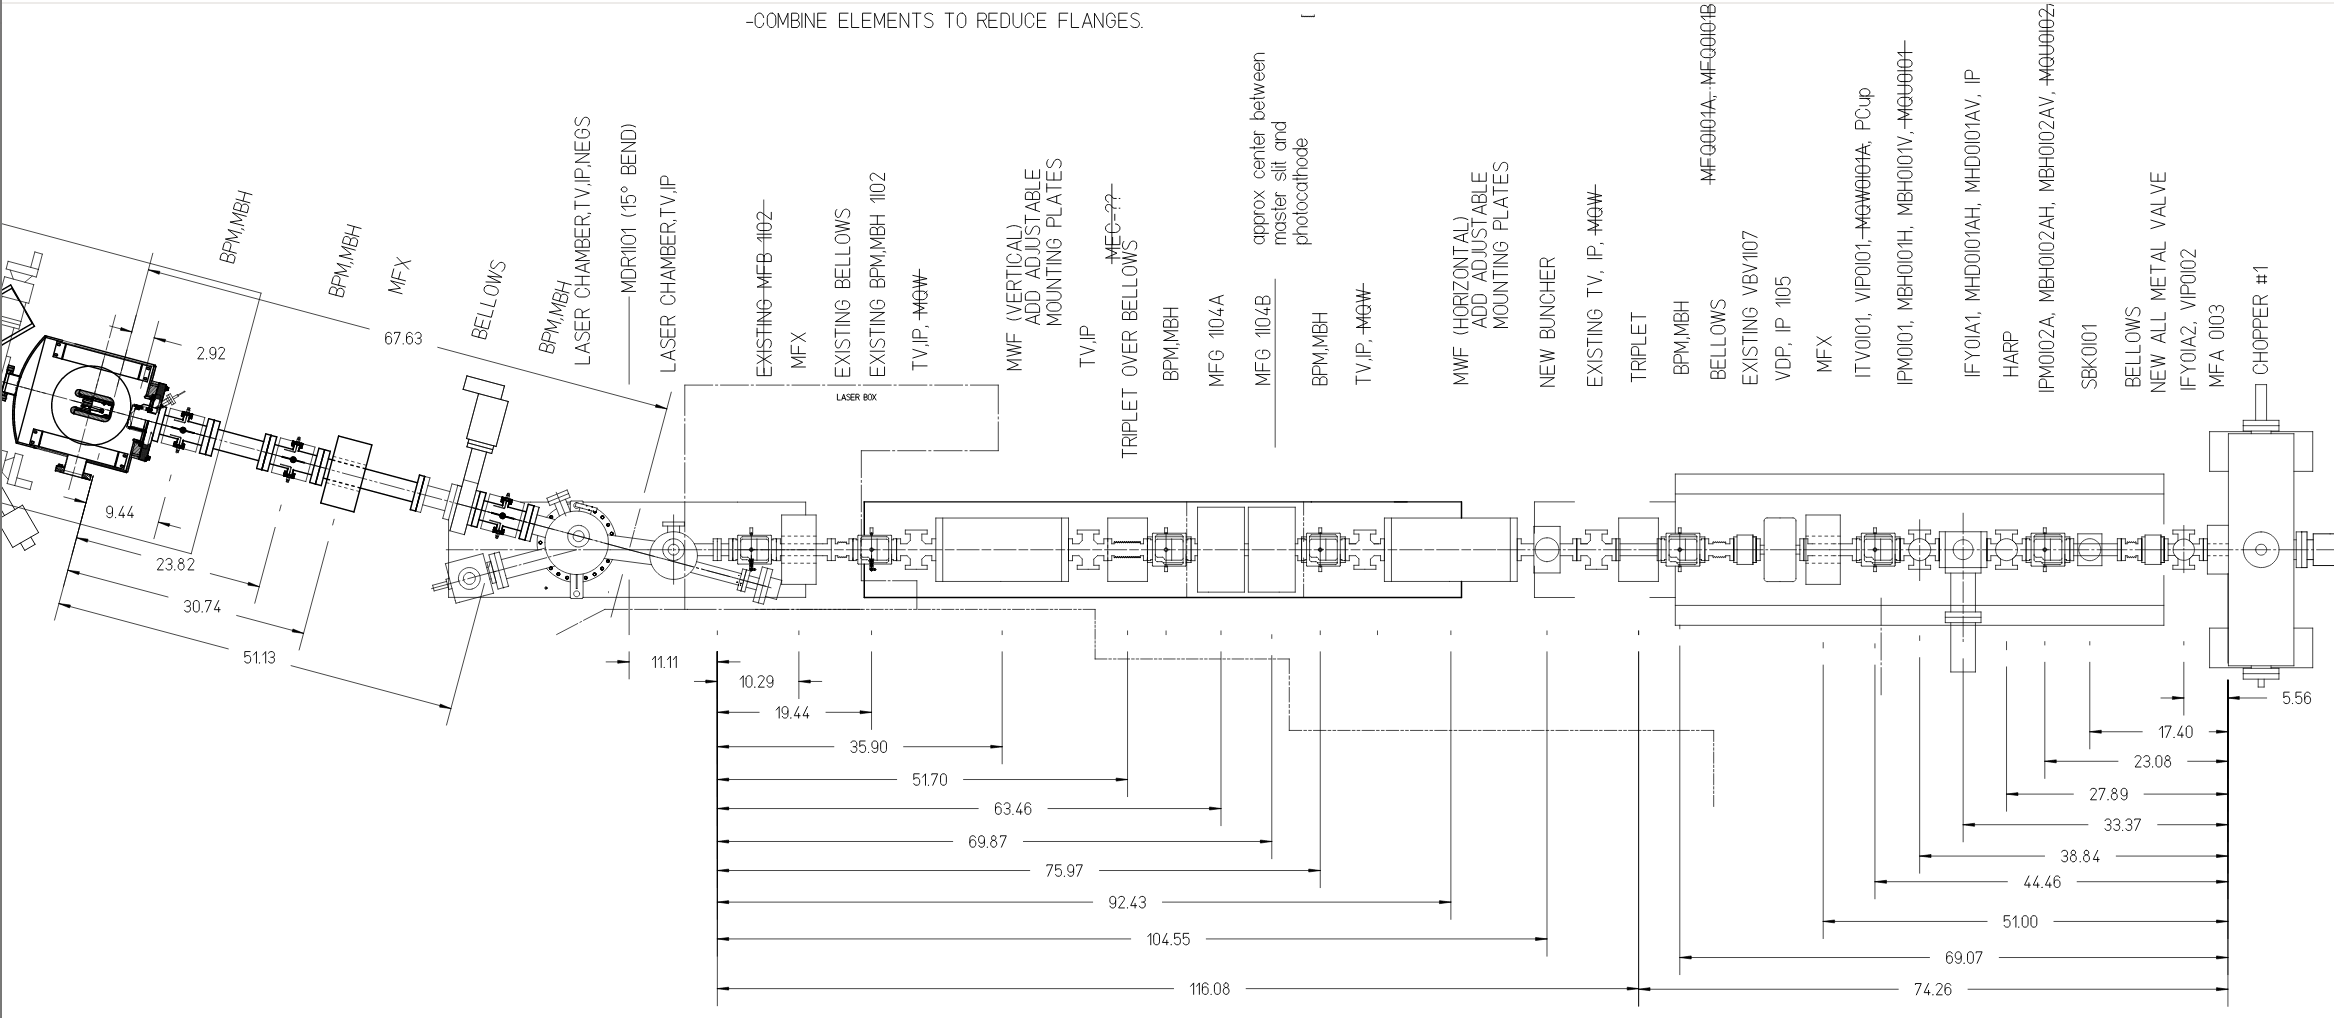 -COMBINE ELEMENTS TO REDUCE FLANGES.
BPM,MBH
BPM,MBH
MFX
BELLOWS
BPM,MBH
LASER CHAMBER,TV,IP,NEGS
MDR1I01 (15° BEND)
LASER CHAMBER,TV,IP
EXISTING MFB 1I02
MFX
EXISTING BELLOWS
EXISTING BPM,MBH 1I02
TV,IP, MQW
MWF (VERTICAL)
ADD ADJUSTABLE
MOUNTING PLATES
TV,IP
MEC-??
TRIPLET OVER BELLOWS
BPM,MBH
MFG 1I04A
MFG 1I04B
approx center between
master slit and
photocathode
BPM,MBH
TV,IP, MQW
MWF (HORIZONTAL)
ADD ADJUSTABLE
MOUNTING PLATES
NEW BUNCHER
EXISTING TV, IP, MQW
TRIPLET
BPM,MBH
MFQ0I01A, MFQ0I01B
BELLOWS
EXISTING VBV1I07
VDP, IP 1I05
MFX
ITV0I01, VIP0I01, MQW0I01A, PCup
IPM0I01, MBH0I01H, MBH0I01V, MQU0I01
IFY0IA1, MHD0I01AH, MHD0I01AV, IP
HARP
IPM0I02A, MBH0I02AH, MBH0I02AV, MQU0I02,
SBK0I01
BELLOWS
NEW ALL METAL VALVE
IFY0IA2, VIP0I02
MFA 0I03
CHOPPER #1
LASER BOX
67.63
2.92
9.44
23.82
30.74
51.13
11.11
10.29
19.44
35.90
51.70
63.46
69.87
75.97
92.43
104.55
116.08
5.56
17.40
23.08
27.89
33.37
38.84
44.46
51.00
69.07
74.26